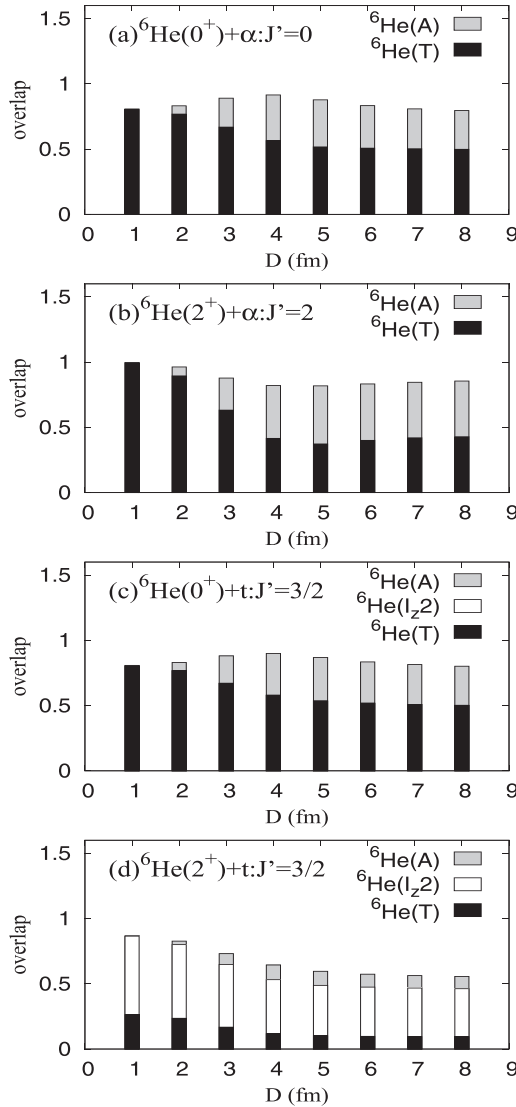 1.5
1
0.5
0
overlap
(a)⁶He(0⁺)+α:J'=0
⁶He(A)
⁶He(T)
0 1 2 3 4 5 6 7 8 9
D (fm)
1.5
1
0.5
0
overlap
(b)⁶He(2⁺)+α:J'=2
⁶He(A)
⁶He(T)
0 1 2 3 4 5 6 7 8 9
D (fm)
1.5
1
0.5
0
overlap
(c)⁶He(0⁺)+t:J'=3/2
⁶He(A)
⁶He(I_z2)
⁶He(T)
0 1 2 3 4 5 6 7 8 9
D (fm)
1.5
1
0.5
0
overlap
(d)⁶He(2⁺)+t:J'=3/2
⁶He(A)
⁶He(I_z2)
⁶He(T)
0 1 2 3 4 5 6 7 8 9
D (fm)